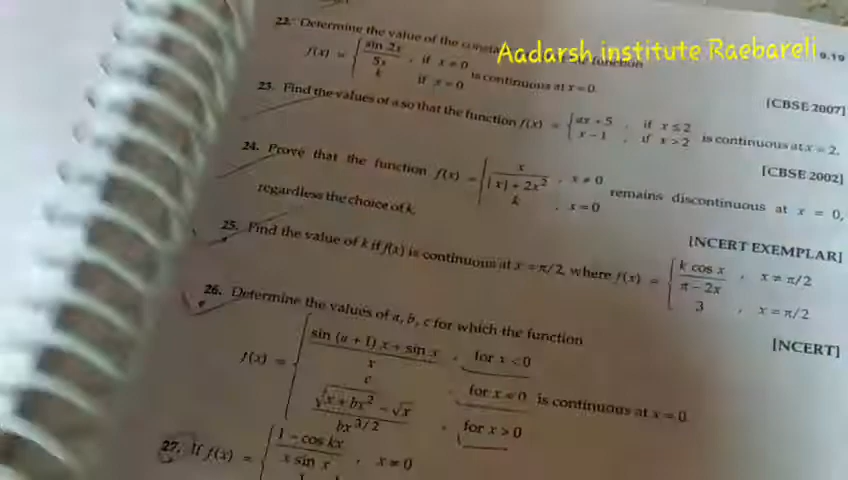 Aadarsh institute Raebareli
9.19
22. Determine the value of the function
f(x) = { sin 2x / 5x , if x ≠ 0
k if x = 0 is continuous at x = 0.
[CBSE 2007]
23. Find the values of a so that the function f(x) = { ax + 5 , if x ≤ 2
x − 1 , if x > 2 is continuous at x = 2.
[CBSE 2002]
24. Prove that the function f(x) = { x / |x| + 2x² , x ≠ 0
k , x = 0 remains discontinuous at x = 0,
regardless the choice of k.
[NCERT EXEMPLAR]
25. Find the value of k if f(x) is continuous at x = π/2, where f(x) = { k cos x / π − 2x , x ≠ π/2
3 , x = π/2
[NCERT]
26. Determine the values of a, b, c for which the function
f(x) = { sin (a + 1) x + sin x / x , for x < 0
c for x = 0 is continuous at x = 0.
√x + bx² − √x / bx^3/2 , for x > 0
27. If f(x) = { 1 − cos kx / x sin x , x ≠ 0